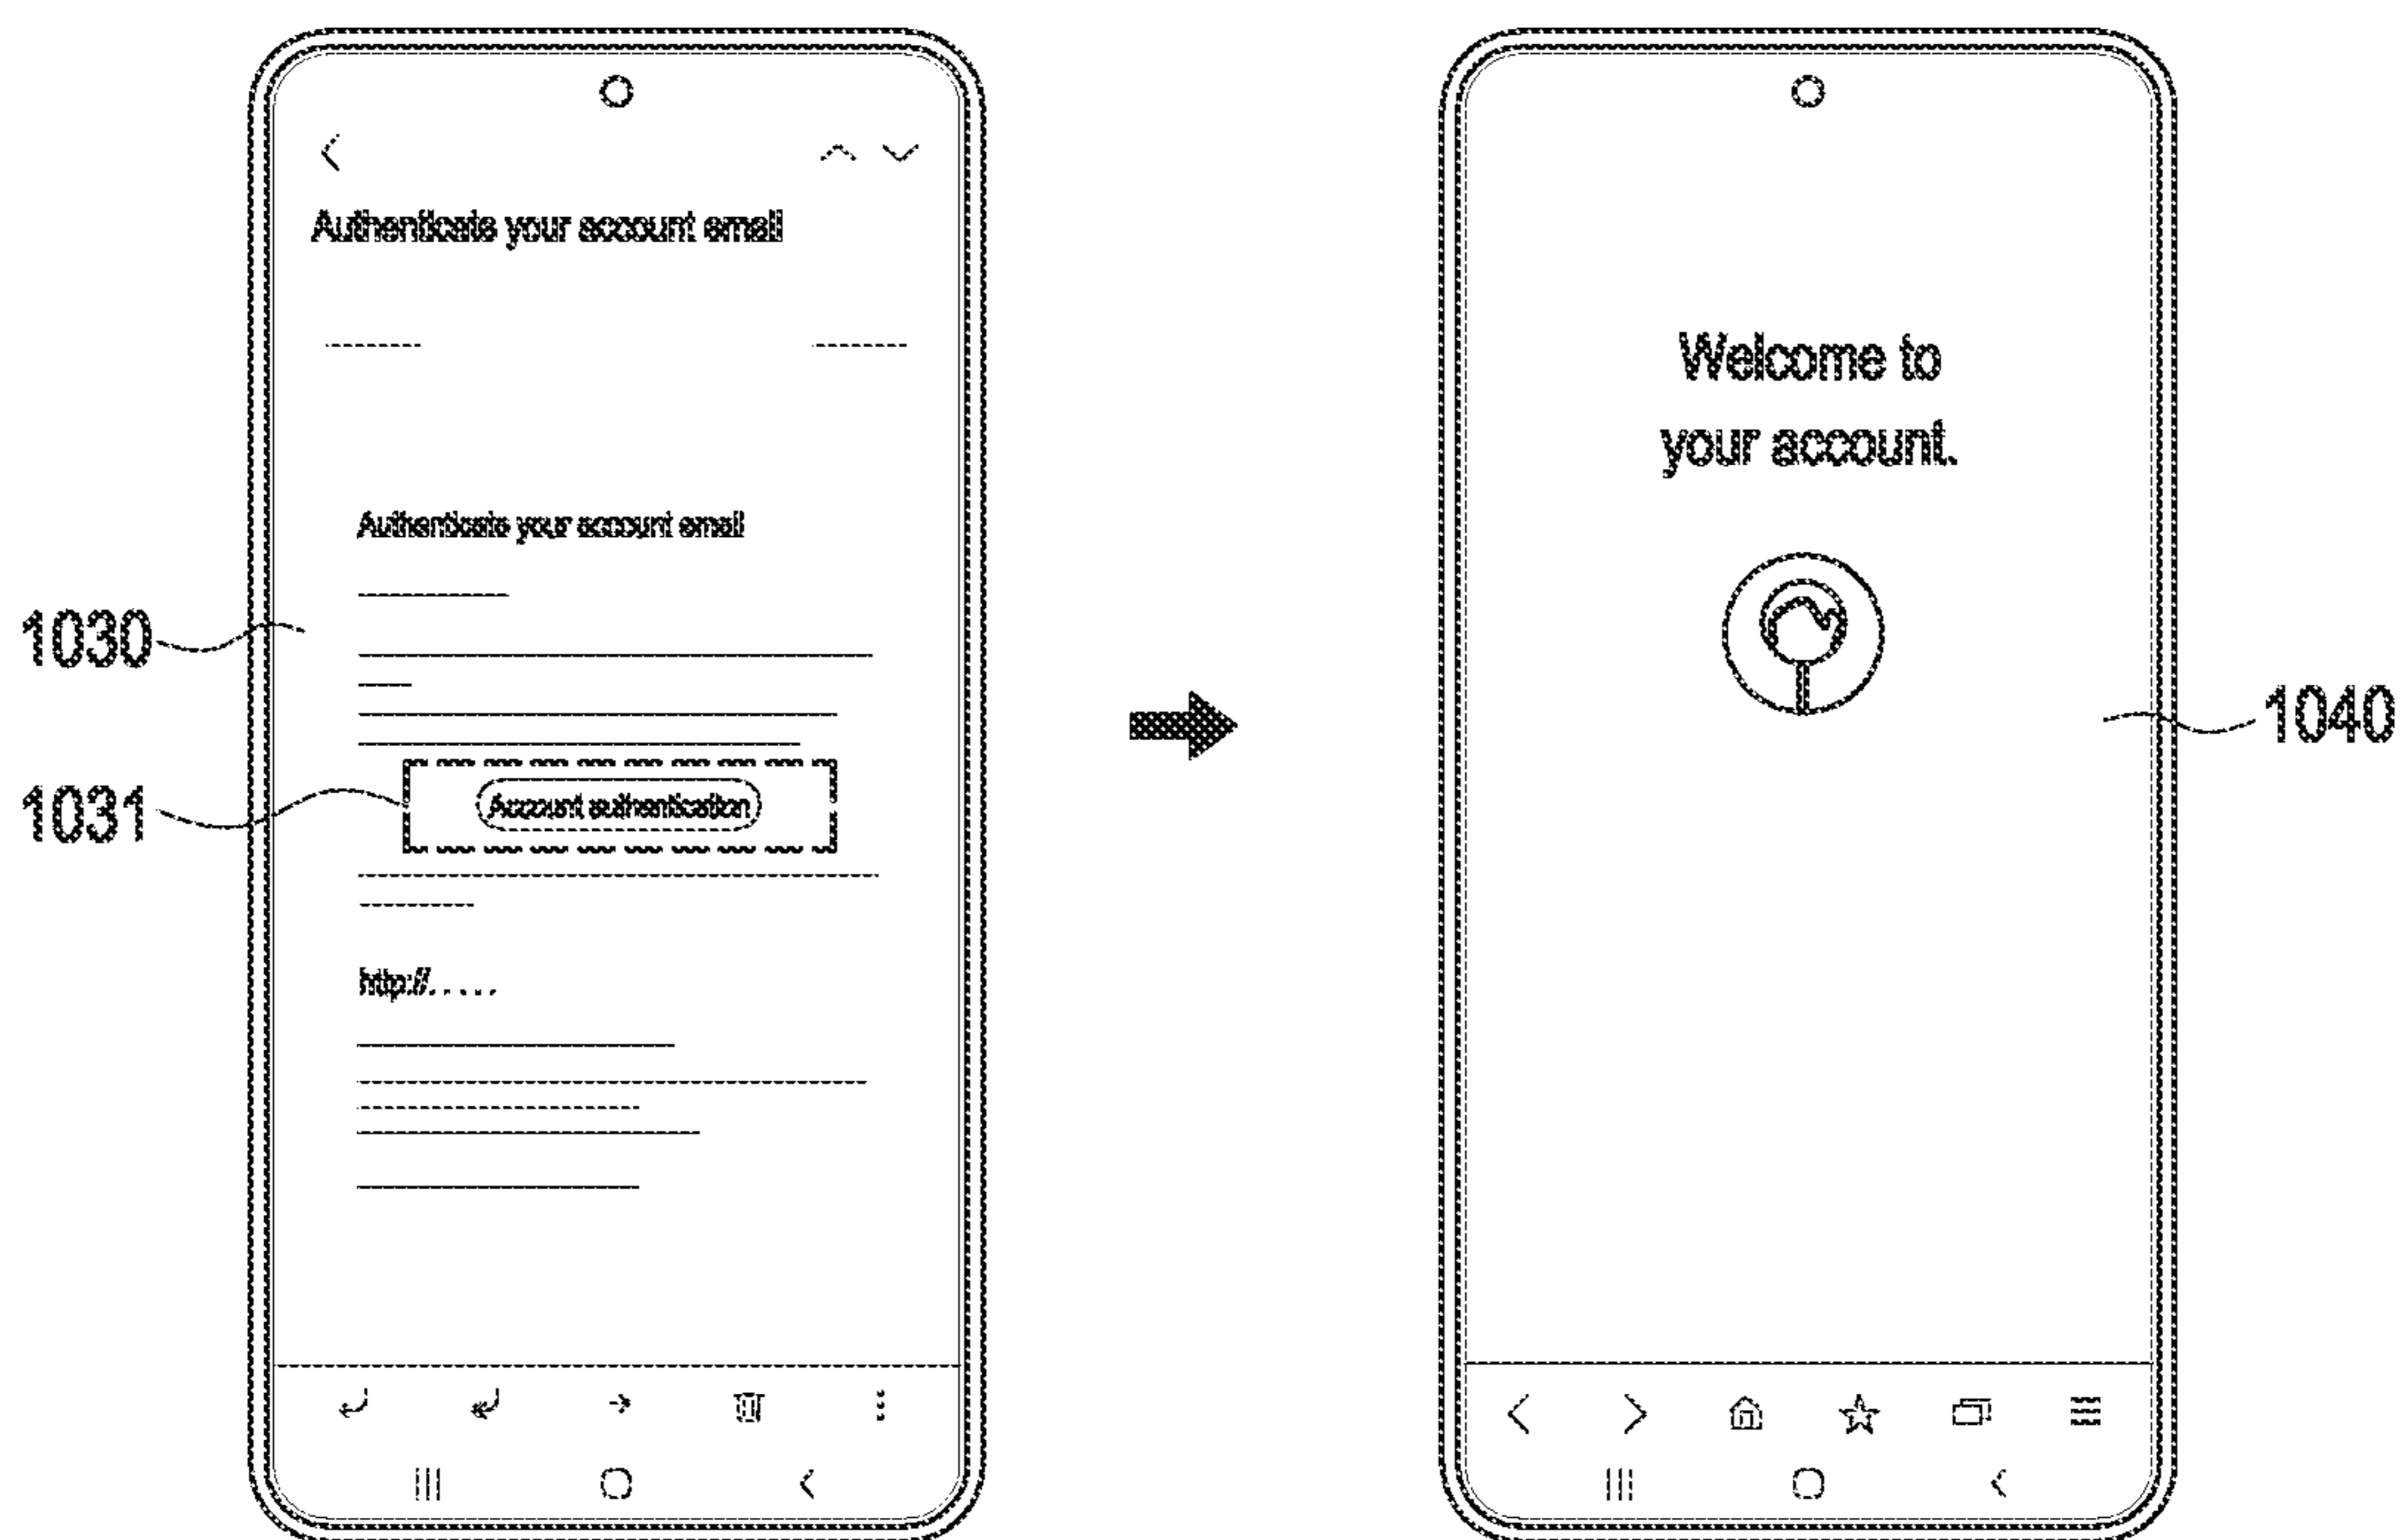 Authenticate your account email
Authenticate your account email
1030
1031
Account authentication
http://. . . . .
Welcome to
your account.
1040